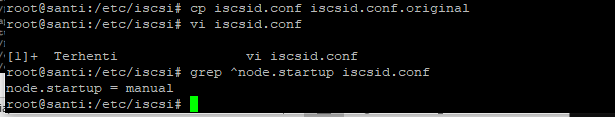 root@santi:/etc/iscsi# cp iscsid.conf iscsid.conf.original
root@santi:/etc/iscsi# vi iscsid.conf
[1]+  Terhenti                vi iscsid.conf
root@santi:/etc/iscsi# grep ^node.startup iscsid.conf
node.startup = manual
root@santi:/etc/iscsi#